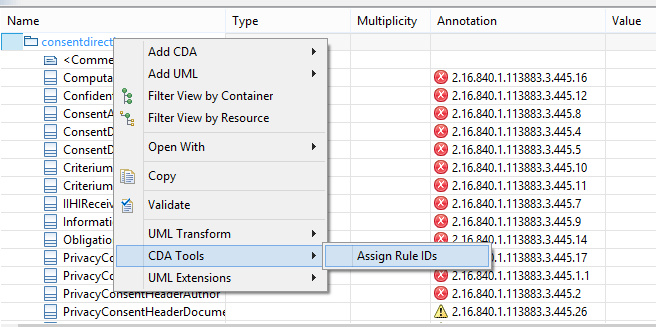 Name Type Multiplicity Annotation Value
consentdirecti
<Comme
Computa 2.16.840.1.113883.3.445.16
Confident 2.16.840.1.113883.3.445.12
ConsentA 2.16.840.1.113883.3.445.8
ConsentD 2.16.840.1.113883.3.445.4
ConsentD 2.16.840.1.113883.3.445.5
Criterium 2.16.840.1.113883.3.445.10
Criterium 2.16.840.1.113883.3.445.11
IIHIRecei 2.16.840.1.113883.3.445.7
Informati 2.16.840.1.113883.3.445.9
Obligatio 2.16.840.1.113883.3.445.14
PrivacyCo 2.16.840.1.113883.3.445.17
PrivacyCo 2.16.840.1.113883.3.445.1.1
PrivacyConsentHeaderAuthor 2.16.840.1.113883.3.445.2
PrivacyConsentHeaderDocume 2.16.840.1.113883.3.445.26
Add CDA
Add UML
Filter View by Container
Filter View by Resource
Open With
Copy
Validate
UML Transform
CDA Tools
UML Extensions
Assign Rule IDs